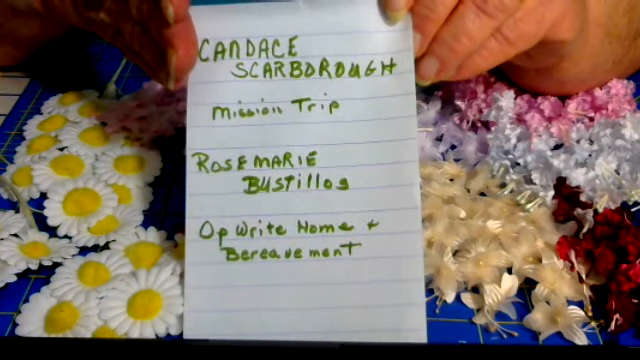 CANDACE
SCARBOROUGH
Mission Trip
ROSEMARIE
BUSTILLOS
Op Write Home +
Bereavement